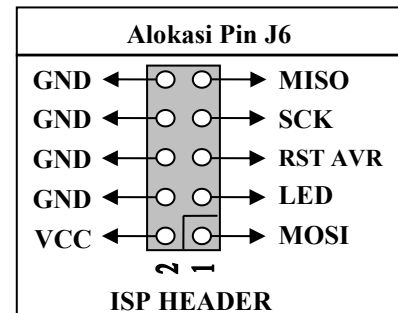 Alokasi Pin J6
GND MISO
GND SCK
GND RST AVR
GND LED
VCC MOSI
2 1
ISP HEADER